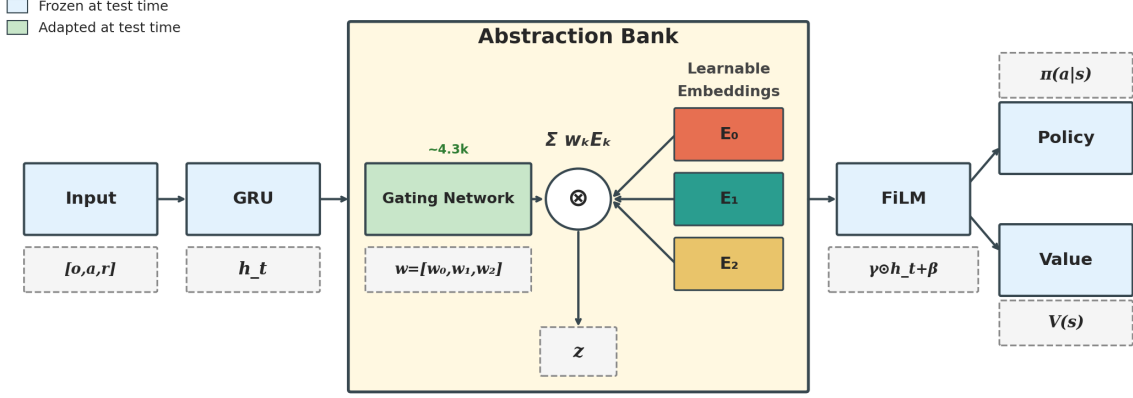 Frozen at test time
Adapted at test time
Abstraction Bank
Learnable
Embeddings
Σ wₖEₖ
~4.3k
Input
GRU
Gating Network
⊗
E₀
E₁
E₂
FiLM
π(a|s)
Policy
Value
V(s)
[o,a,r]
h_t
w=[w₀,w₁,w₂]
z
γ⊙h_t+β